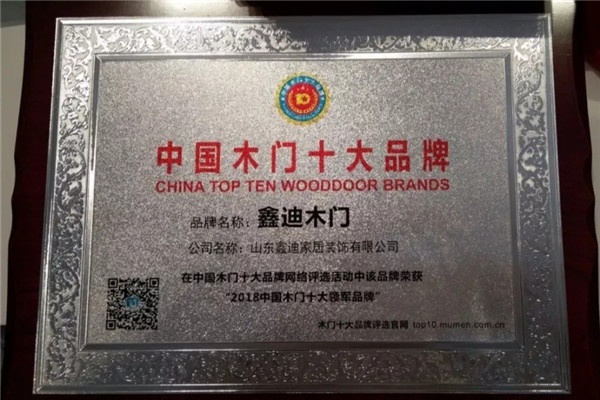 中国木门十大品牌
CHINA TOP TEN WOODDOOR BRANDS
品牌名称：鑫迪木门
公司名称：山东鑫迪家居装饰有限公司
在中国木门十大品牌网络评选活动中该品牌荣获
“2018中国木门十大领军品牌”
木门十大品牌评选官网 top10.mumen.com.cn